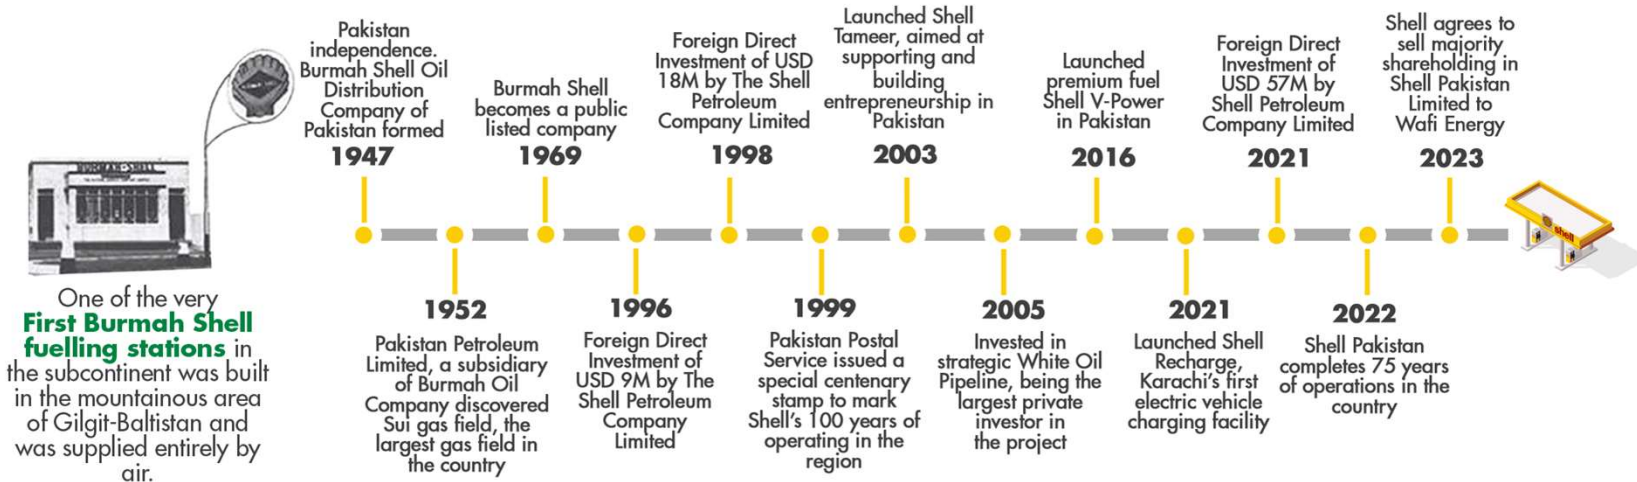 Pakistan
independence.
Burmah Shell Oil
Distribution
Company of
Pakistan formed
1947
Burmah Shell
becomes a public
listed company
1969
Foreign Direct
Investment of USD
18M by The Shell
Petroleum
Company Limited
1998
Launched Shell
Tameer, aimed at
supporting and
building
entrepreneurship in
Pakistan
2003
Launched
premium fuel
Shell V-Power
in Pakistan
2016
Foreign Direct
Investment of
USD 57M by
Shell Petroleum
Company Limited
2021
Shell agrees to
sell majority
shareholding in
Shell Pakistan
Limited to
Wafi Energy
2023
BURMAH-SHELL
shell
One of the very
First Burmah Shell
fuelling stations in
the subcontinent was built
in the mountainous area
of Gilgit-Baltistan and
was supplied entirely by
air.
1952
Pakistan Petroleum
Limited, a subsidiary
of Burmah Oil
Company discovered
Sui gas field, the
largest gas field in
the country
1996
Foreign Direct
Investment of
USD 9M by The
Shell Petroleum
Company
Limited
1999
Pakistan Postal
Service issued a
special centenary
stamp to mark
Shell's 100 years of
operating in the
region
2005
Invested in
strategic White Oil
Pipeline, being the
largest private
investor in
the project
2021
Launched Shell
Recharge,
Karachi's first
electric vehicle
charging facility
2022
Shell Pakistan
completes 75 years
of operations in the
country